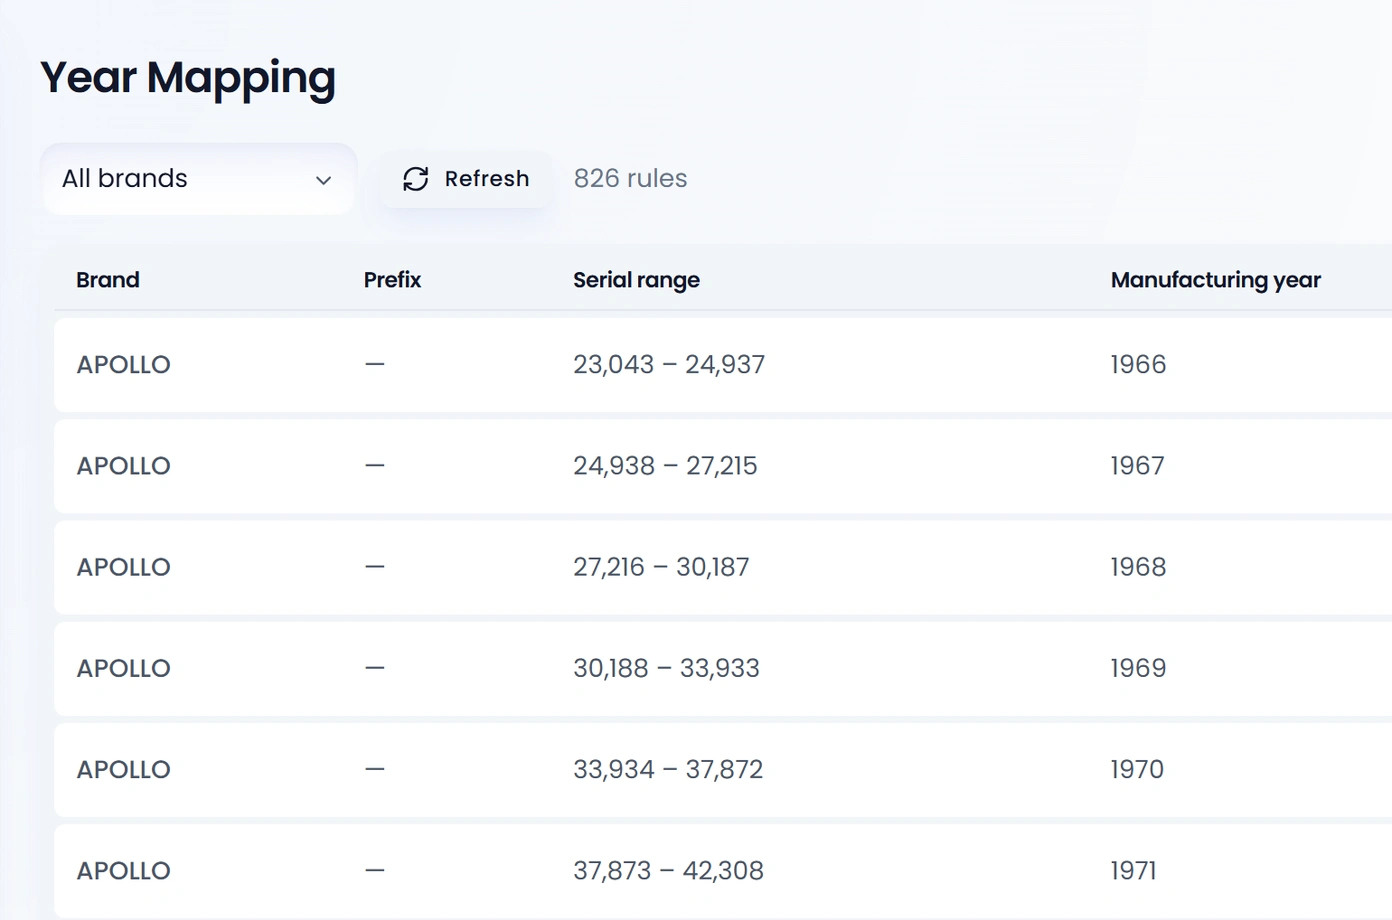 Year Mapping
All brands Refresh 826 rules
Brand Prefix Serial range Manufacturing year
APOLLO — 23,043 – 24,937 1966
APOLLO — 24,938 – 27,215 1967
APOLLO — 27,216 – 30,187 1968
APOLLO — 30,188 – 33,933 1969
APOLLO — 33,934 – 37,872 1970
APOLLO — 37,873 – 42,308 1971